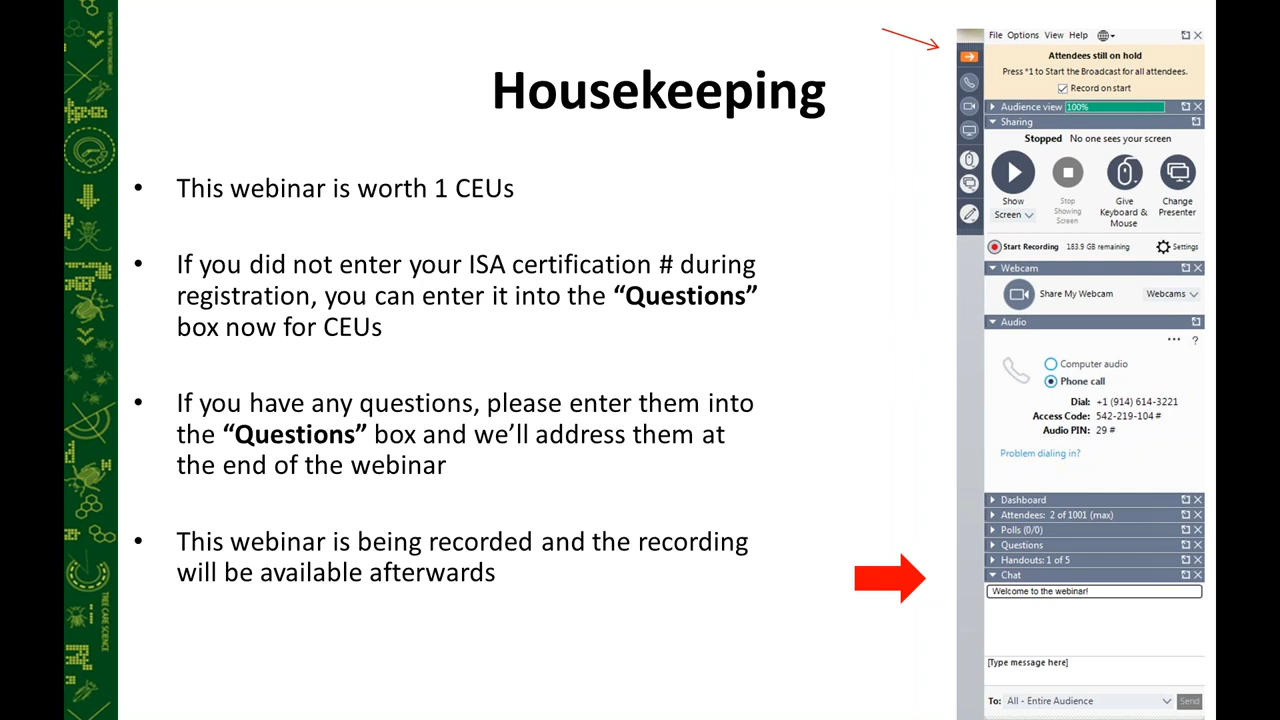 Housekeeping
• This webinar is worth 1 CEUs
• If you did not enter your ISA certification # during
registration, you can enter it into the “Questions”
box now for CEUs
• If you have any questions, please enter them into
the “Questions” box and we’ll address them at
the end of the webinar
• This webinar is being recorded and the recording
will be available afterwards
File Options View Help
Attendees still on hold
Press *1 to Start the Broadcast for all attendees.
Record on start
Audience view 100%
Sharing
Stopped No one sees your screen
Show
Screen
Stop
Showing
Screen
Give
Keyboard &
Mouse
Change
Presenter
Start Recording 183.9 GB remaining Settings
Webcam
Share My Webcam Webcams
Audio
... ?
Computer audio
Phone call
Dial: +1 (914) 614-3221
Access Code: 542-219-104 #
Audio PIN: 29 #
Problem dialing in?
Dashboard
Attendees: 2 of 1001 (max)
Polls (0/0)
Questions
Handouts: 1 of 5
Chat
Welcome to the webinar!
[Type message here]
To: All - Entire Audience Send
TREE CARE SCIENCE